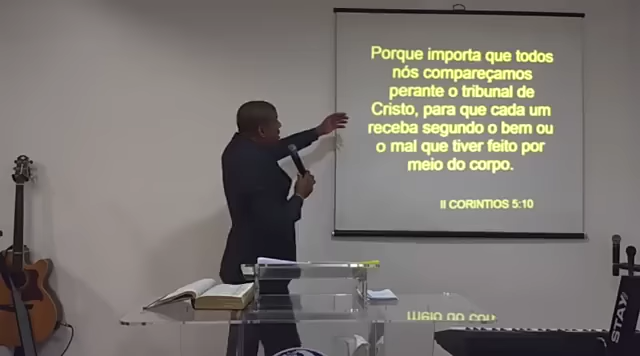 Porque importa que todos
nós compareçamos
perante o tribunal de
Cristo, para que cada um
receba segundo o bem ou
o mal que tiver feito por
meio do corpo.
II CORINTIOS 5:10
STAY